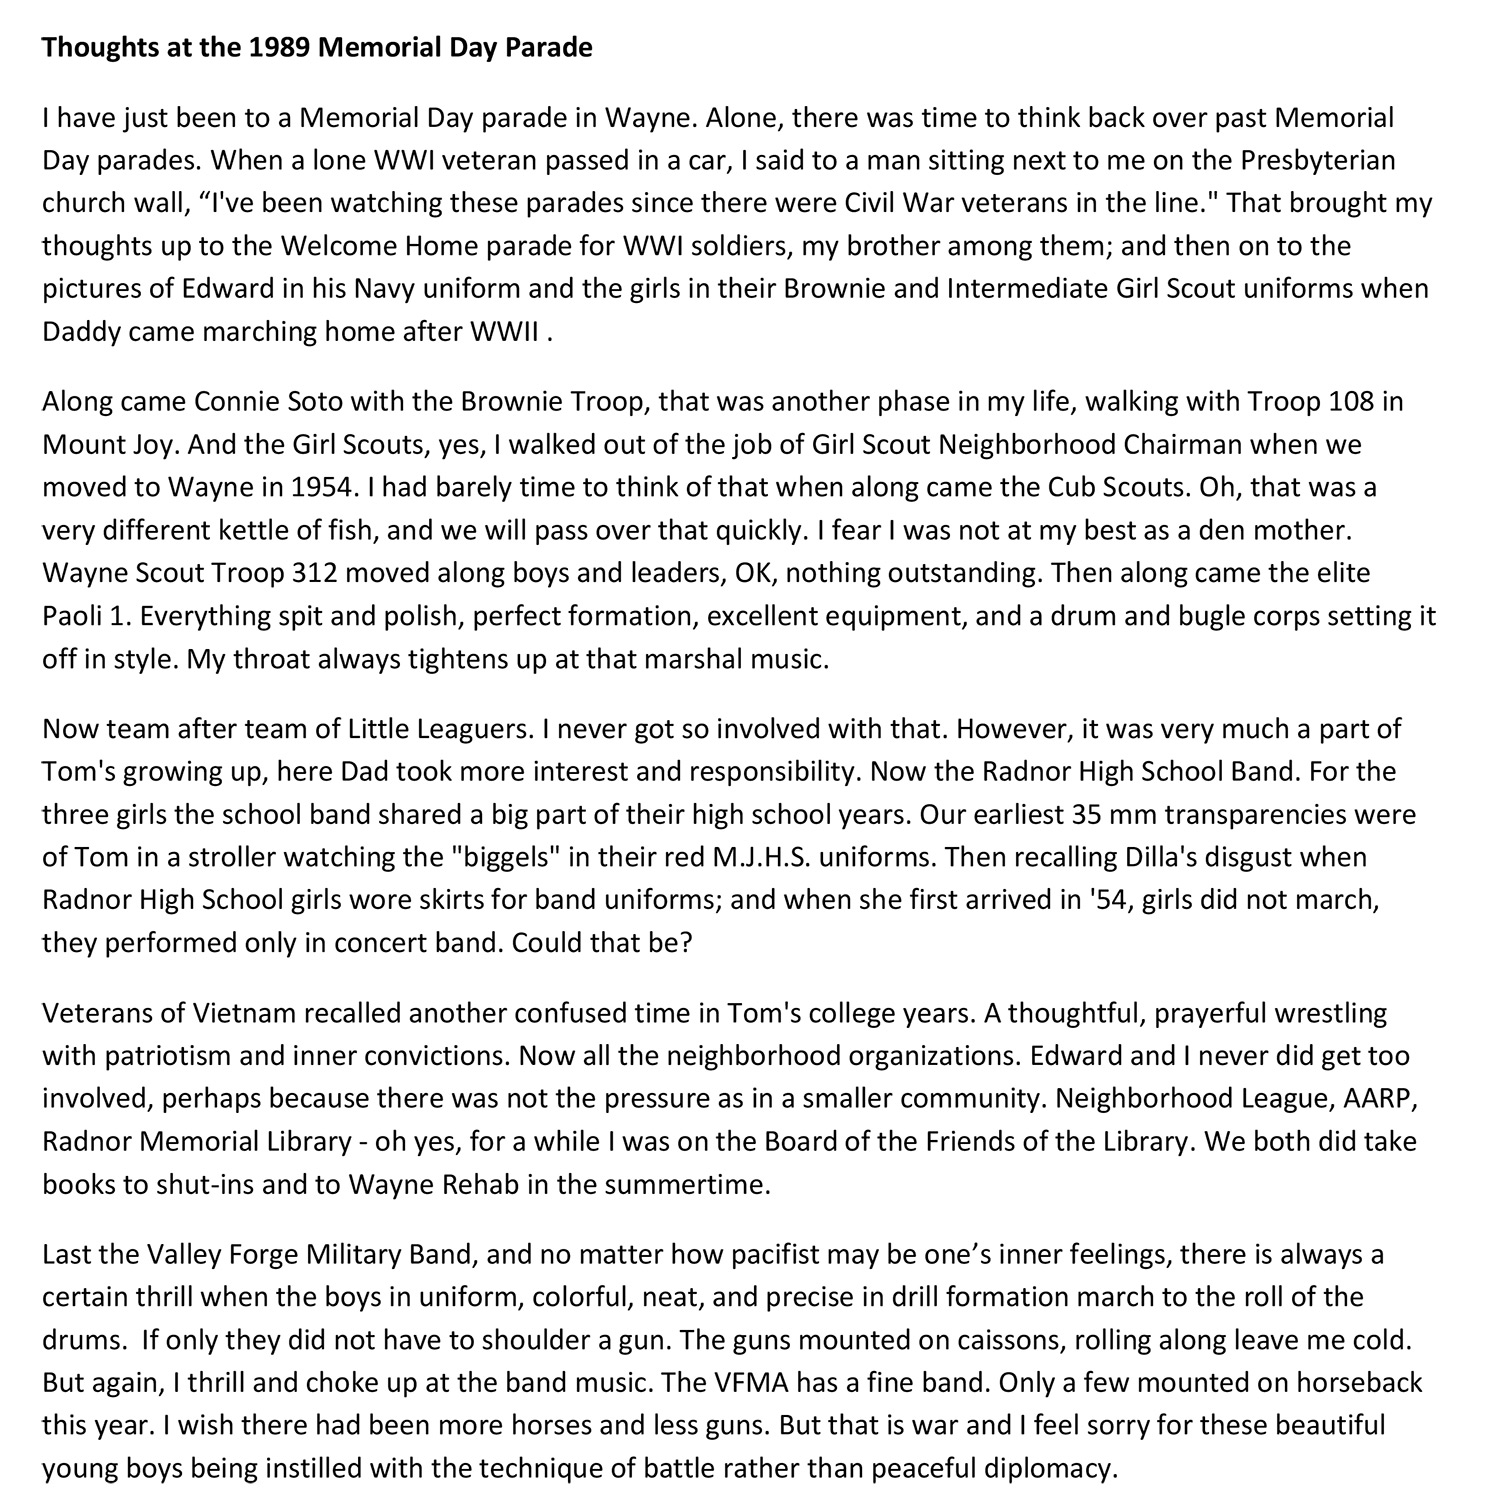 Thoughts at the 1989 Memorial Day Parade
I have just been to a Memorial Day parade in Wayne. Alone, there was time to think back over past Memorial
Day parades. When a lone WWI veteran passed in a car, I said to a man sitting next to me on the Presbyterian
church wall, “I've been watching these parades since there were Civil War veterans in the line." That brought my
thoughts up to the Welcome Home parade for WWI soldiers, my brother among them; and then on to the
pictures of Edward in his Navy uniform and the girls in their Brownie and Intermediate Girl Scout uniforms when
Daddy came marching home after WWII .
Along came Connie Soto with the Brownie Troop, that was another phase in my life, walking with Troop 108 in
Mount Joy. And the Girl Scouts, yes, I walked out of the job of Girl Scout Neighborhood Chairman when we
moved to Wayne in 1954. I had barely time to think of that when along came the Cub Scouts. Oh, that was a
very different kettle of fish, and we will pass over that quickly. I fear I was not at my best as a den mother.
Wayne Scout Troop 312 moved along boys and leaders, OK, nothing outstanding. Then along came the elite
Paoli 1. Everything spit and polish, perfect formation, excellent equipment, and a drum and bugle corps setting it
off in style. My throat always tightens up at that marshal music.
Now team after team of Little Leaguers. I never got so involved with that. However, it was very much a part of
Tom's growing up, here Dad took more interest and responsibility. Now the Radnor High School Band. For the
three girls the school band shared a big part of their high school years. Our earliest 35 mm transparencies were
of Tom in a stroller watching the "biggels" in their red M.J.H.S. uniforms. Then recalling Dilla's disgust when
Radnor High School girls wore skirts for band uniforms; and when she first arrived in '54, girls did not march,
they performed only in concert band. Could that be?
Veterans of Vietnam recalled another confused time in Tom's college years. A thoughtful, prayerful wrestling
with patriotism and inner convictions. Now all the neighborhood organizations. Edward and I never did get too
involved, perhaps because there was not the pressure as in a smaller community. Neighborhood League, AARP,
Radnor Memorial Library - oh yes, for a while I was on the Board of the Friends of the Library. We both did take
books to shut-ins and to Wayne Rehab in the summertime.
Last the Valley Forge Military Band, and no matter how pacifist may be one’s inner feelings, there is always a
certain thrill when the boys in uniform, colorful, neat, and precise in drill formation march to the roll of the
drums.  If only they did not have to shoulder a gun. The guns mounted on caissons, rolling along leave me cold.
But again, I thrill and choke up at the band music. The VFMA has a fine band. Only a few mounted on horseback
this year. I wish there had been more horses and less guns. But that is war and I feel sorry for these beautiful
young boys being instilled with the technique of battle rather than peaceful diplomacy.